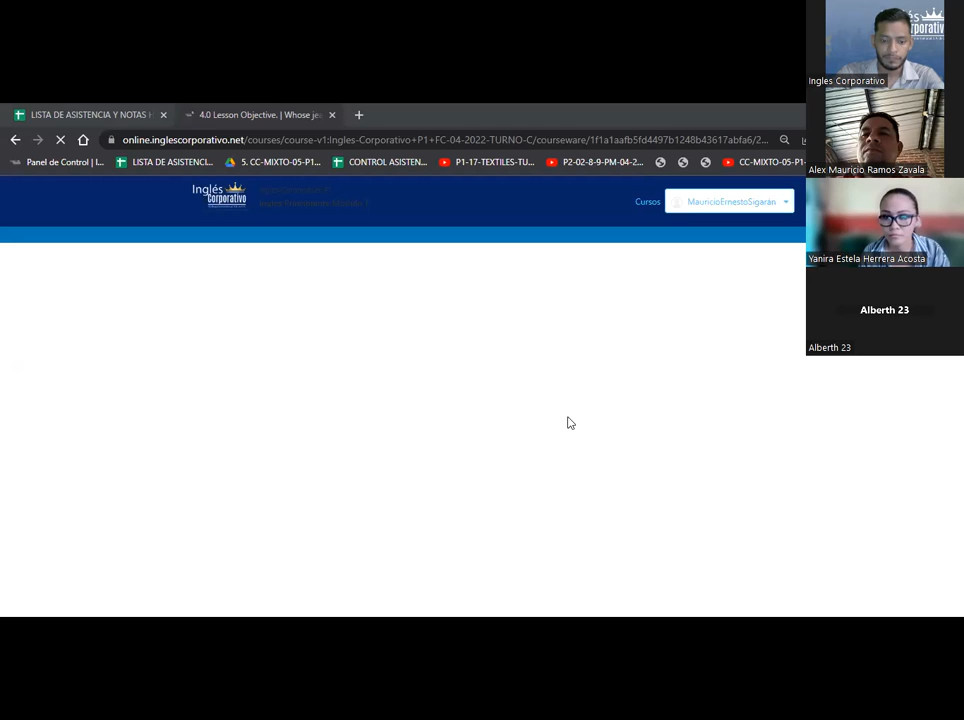 LISTA DE ASISTENCIA Y NOTAS
4.0 Lesson Objective. | Whose je
online.inglescorporativo.net/courses/course-v1:Ingles-Corporativo+P1+FC-04-2022-TURNO-C/courseware/1f1a1aafb5fd4497b1248b43617abfa6/2...
Panel de Control | I...
LISTA DE ASISTENCI...
5. CC-MIXTO-05-P1...
CONTROL ASISTEN...
P1-17-TEXTILES-TU...
P2-02-8-9-PM-04-2...
CC-MIXTO-05-P1-
Inglés
Corporativo
Cursos
MauricioErnestoSigarán
Ingles Corporativo
Alex Mauricio Ramos Zavala
Yanira Estela Herrera Acosta
Alberth 23
Alberth 23